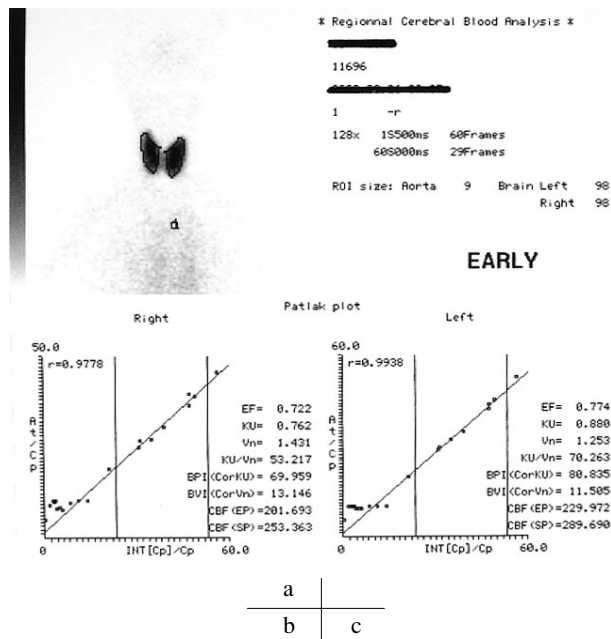 * Regionnal Cerebral Blood Analysis *
11696
1 -r
128x 1S500ms 60Frames
60S000ms 29Frames
ROI size: Aorta 9 Brain Left 98
Right 98
EARLY
Patlak plot
Right
50.0
r=0.9778
At/Cp
EF= 0.722
KU= 0.762
Vn= 1.431
KU/Vn= 53.217
BPI(CorKU)= 69.959
BVI(CorVn)= 13.146
CBF(EP)=201.693
CBF(SP)=253.363
0 INT[Cp]/Cp 60.0
Left
60.0
r=0.9938
At/Cp
EF= 0.774
KU= 0.880
Vn= 1.253
KU/Vn= 70.263
BPI(CorKU)= 80.835
BVI(CorVn)= 11.505
CBF(EP)=229.972
CBF(SP)=289.690
0 INT[Cp]/Cp 60.0
a
b c